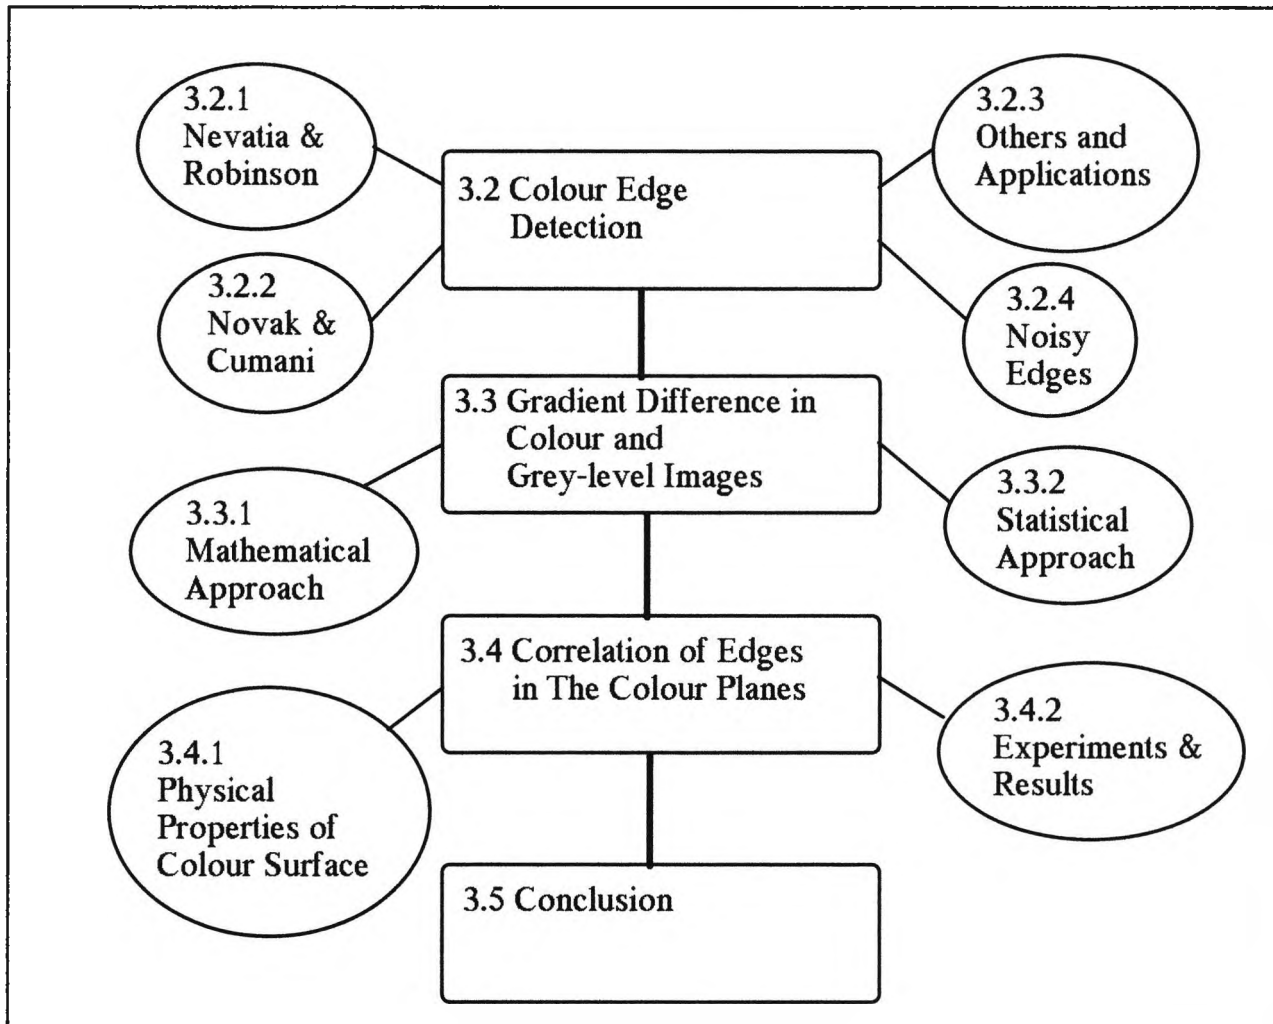 3.2.1
Nevatia &
Robinson
3.2.3
Others and
Applications
3.2 Colour Edge
Detection
3.2.2
Novak &
Cumani
3.2.4
Noisy
Edges
3.3 Gradient Difference in
Colour and
Grey-level Images
3.3.1
Mathematical
Approach
3.3.2
Statistical
Approach
3.4 Correlation of Edges
in The Colour Planes
3.4.1
Physical
Properties of
Colour Surface
3.4.2
Experiments &
Results
3.5 Conclusion